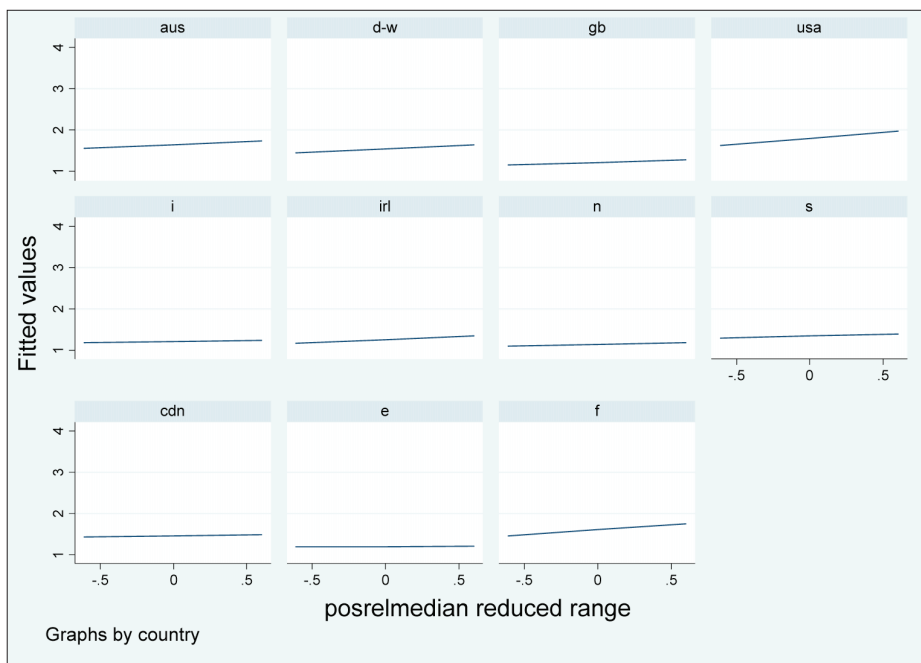 aus d-w gb usa
4
3
2
1
i irl n s
4
3
2
1
-.5 0 .5
cdn e f
4
3
2
1
-.5 0 .5 -.5 0 .5 -.5 0 .5
Fitted values
posrelmedian reduced range
Graphs by country